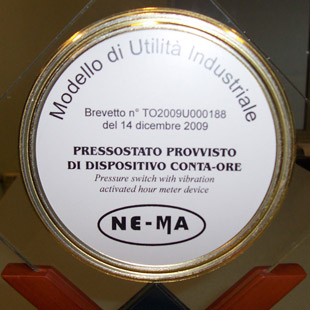 Modello di Utilità Industriale
Brevetto n° TO2009U000188
del 14 dicembre 2009
PRESSOSTATO PROVVISTO
DI DISPOSITIVO CONTA-ORE
Pressure switch with vibration
activated hour meter device
NE-MA